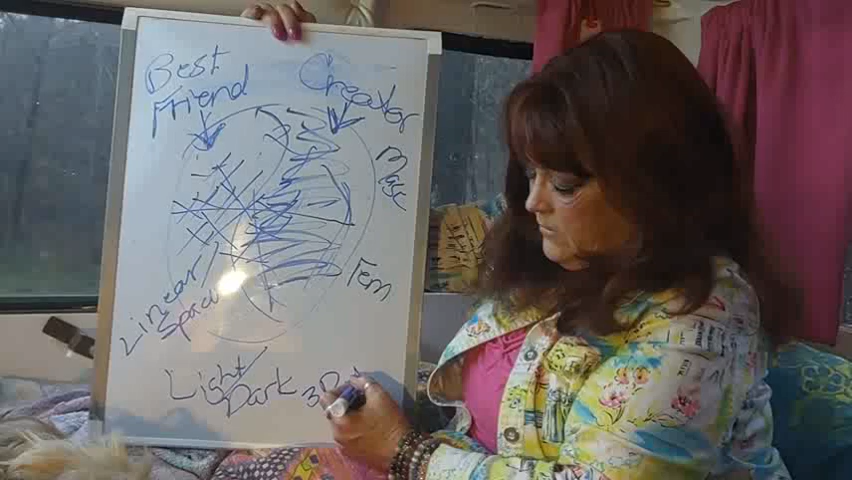 Best
Friend
Creator
Masc
Fem
Linear/
Space
Light/
Dark 3D